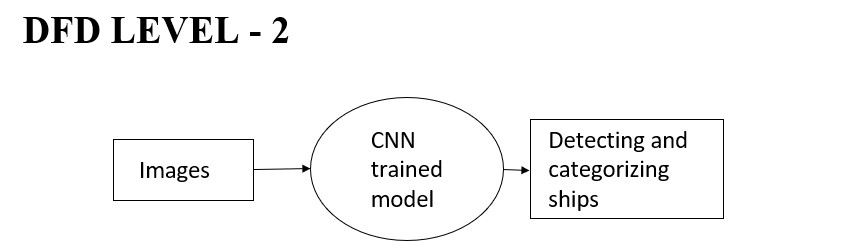 DFD LEVEL - 2
Images
CNN
trained
model
Detecting and
categorizing
ships